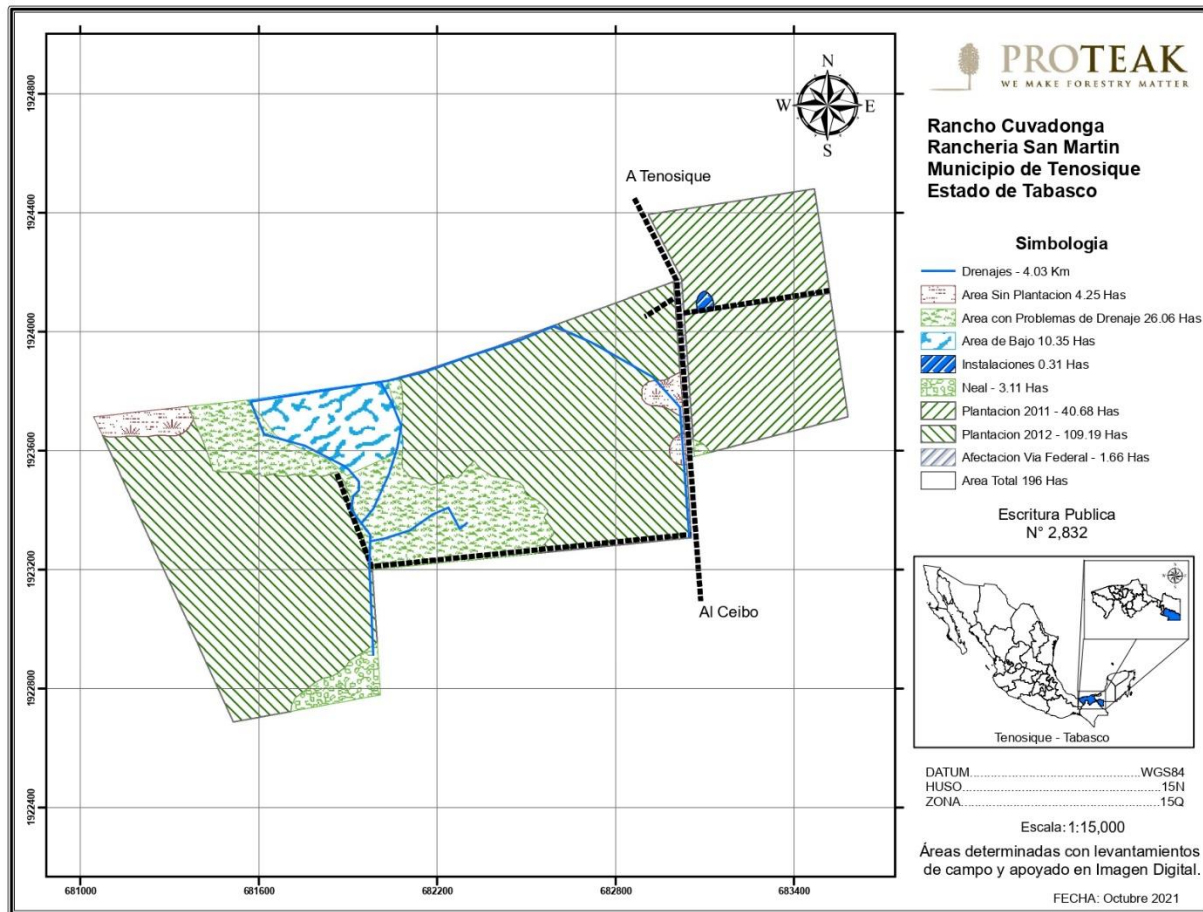 PROTEAK
WE MAKE FORESTRY MATTER
Rancho Cuvadonga
Rancheria San Martin
Municipio de Tenosique
Estado de Tabasco
Simbologia
Drenajes - 4.03 Km
Area Sin Plantacion 4.25 Has
Area con Problemas de Drenaje 26.06 Has
Area de Bajo 10.35 Has
Instalaciones 0.31 Has
Neal - 3.11 Has
Plantacion 2011 - 40.68 Has
Plantacion 2012 - 109.19 Has
Afectacion Via Federal - 1.66 Has
Area Total 196 Has
Escritura Publica
N° 2,832
Tenosique - Tabasco
DATUM..........................................WGS84
HUSO..................................................15N
ZONA..................................................15Q
Escala: 1:15,000
Áreas determinadas con levantamientos
de campo y apoyado en Imagen Digital.
FECHA: Octubre 2021
N
W E
S
A Tenosique
Al Ceibo
1924800
1924400
1924000
1923600
1923200
1922800
1922400
681000 681600 682200 682800 683400